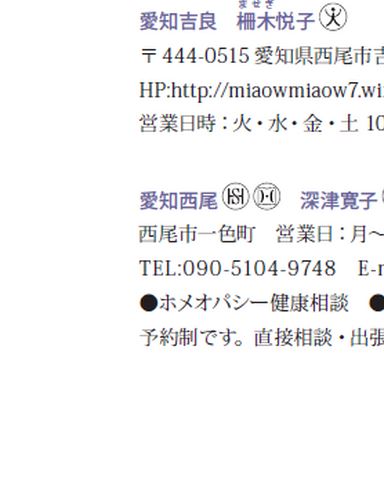 ませぎ
愛知吉良　柵木悦子
〒444-0515 愛知県西尾市吉
HP:http://miaowmiaow7.wi
営業日時：火・水・金・土 10
愛知西尾　深津寛子
西尾市一色町　営業日：月〜
TEL:090-5104-9748　E-m
●ホメオパシー健康相談　●
予約制です。直接相談・出張